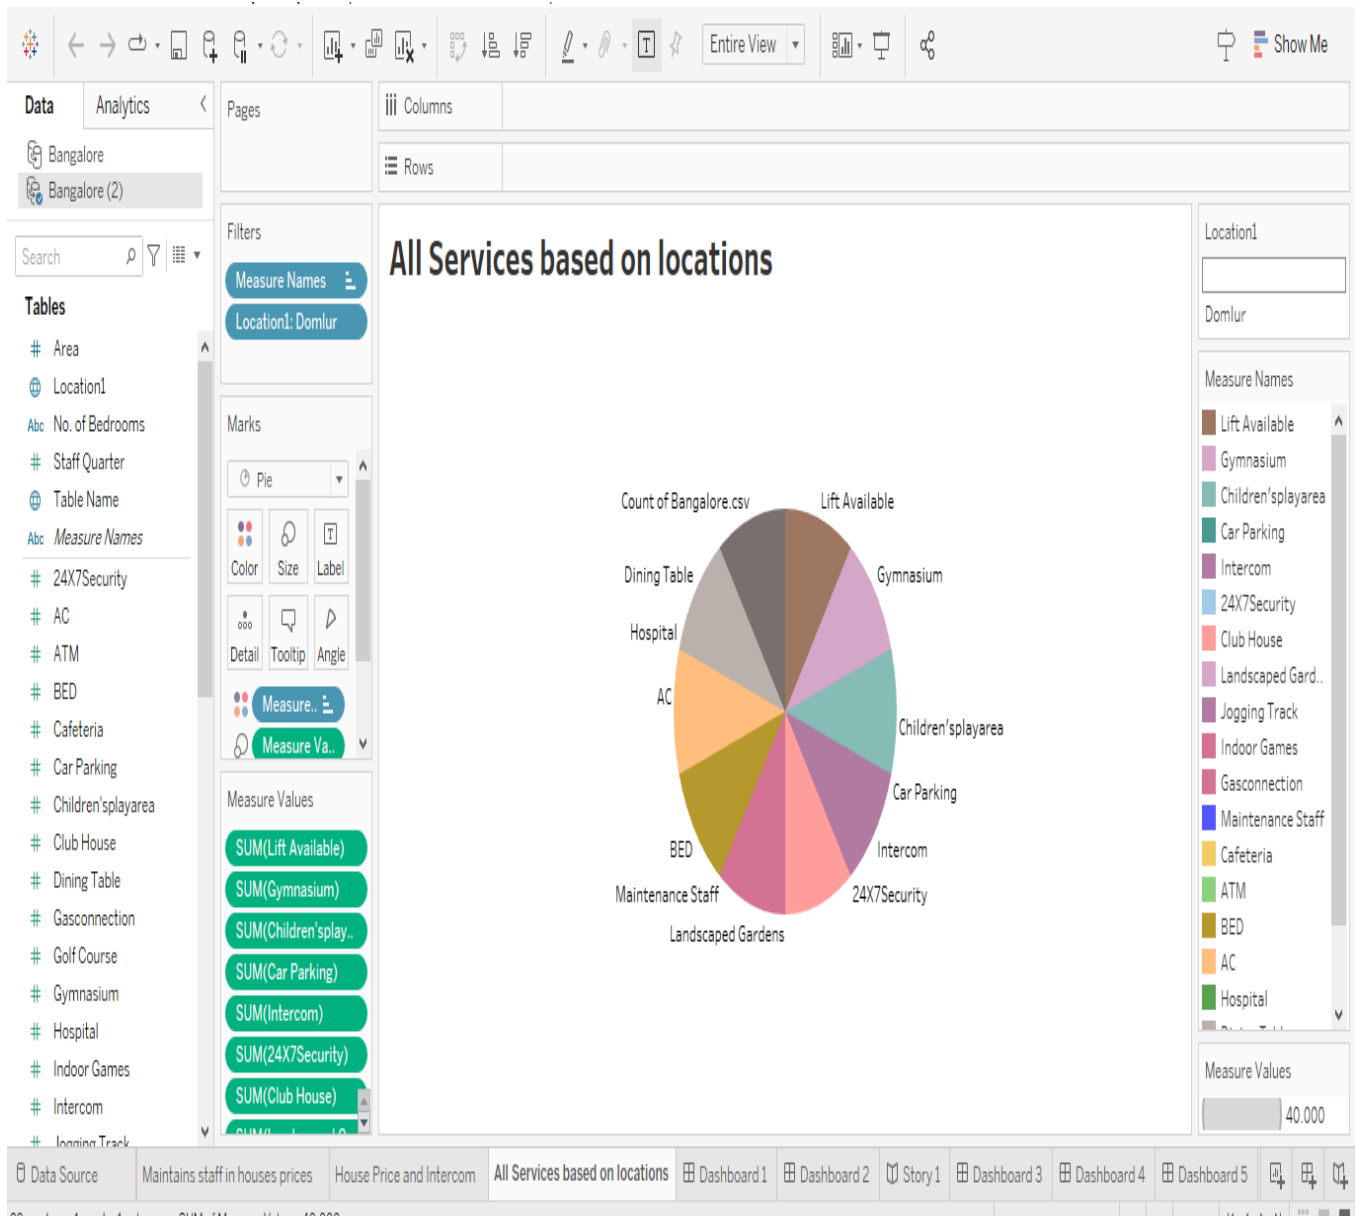 Entire View
Show Me
Data
Analytics
Bangalore
Bangalore (2)
Search
Tables
Area
Location1
Abc No. of Bedrooms
Staff Quarter
Table Name
Abc Measure Names
24X7Security
AC
ATM
BED
Cafeteria
Car Parking
Children'splayarea
Club House
Dining Table
Gasconnection
Golf Course
Gymnasium
Hospital
Indoor Games
Intercom
Jogging Track
Pages
Columns
Rows
Filters
Measure Names
Location1: Domlur
Marks
Pie
Color
Size
Label
Detail
Tooltip
Angle
Measure..
Measure Va..
Measure Values
SUM(Lift Available)
SUM(Gymnasium)
SUM(Children'splay..
SUM(Car Parking)
SUM(Intercom)
SUM(24X7Security)
SUM(Club House)
All Services based on locations
Count of Bangalore.csv
Lift Available
Dining Table
Gymnasium
Hospital
AC
Children'splayarea
Car Parking
BED
Intercom
Maintenance Staff
24X7Security
Landscaped Gardens
Location1
Domlur
Measure Names
Lift Available
Gymnasium
Children'splayarea
Car Parking
Intercom
24X7Security
Club House
Landscaped Gard..
Jogging Track
Indoor Games
Gasconnection
Maintenance Staff
Cafeteria
ATM
BED
AC
Hospital
Measure Values
40.000
Data Source
Maintains staff in houses prices
House Price and Intercom
All Services based on locations
Dashboard 1
Dashboard 2
Story 1
Dashboard 3
Dashboard 4
Dashboard 5